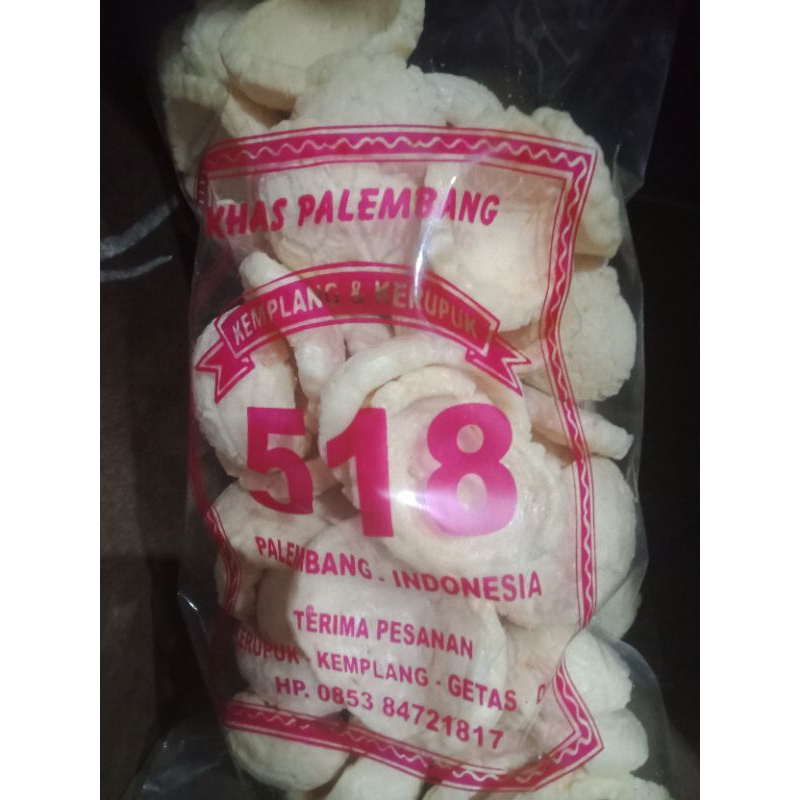 KHAS PALEMBANG
KEMPLANG & KERUPUK
518
PALEMBANG . INDONESIA
TERIMA PESANAN
KERUPUK - KEMPLANG - GETAS
HP. 0853 84721817